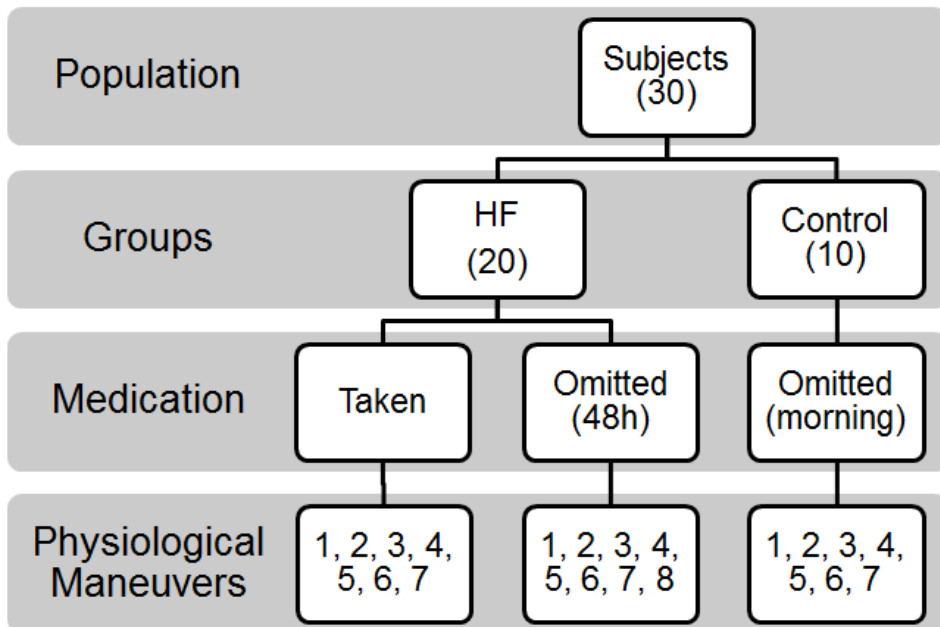 Population
Subjects
(30)
Groups
HF
(20)
Control
(10)
Medication
Taken
Omitted
(48h)
Omitted
(morning)
Physiological
Maneuvers
1, 2, 3, 4,
5, 6, 7
1, 2, 3, 4,
5, 6, 7, 8
1, 2, 3, 4,
5, 6, 7